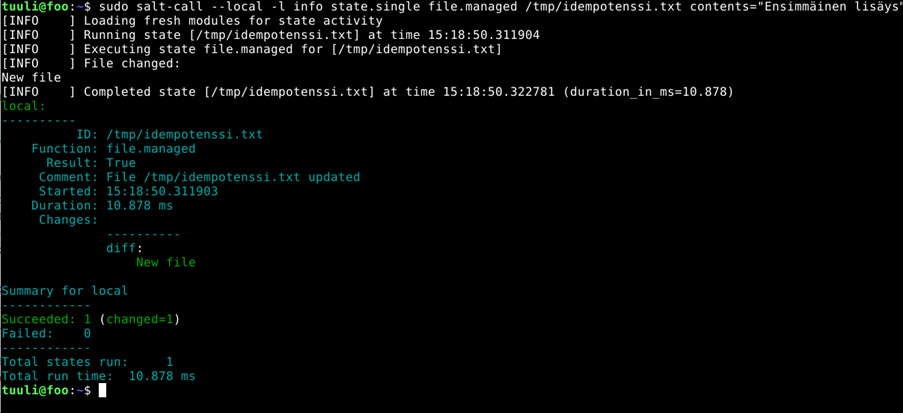 tuuli@foo:~$ sudo salt-call --local -l info state.single file.managed /tmp/idempotenssi.txt contents="Ensimmäinen lisäys"
[INFO    ] Loading fresh modules for state activity
[INFO    ] Running state [/tmp/idempotenssi.txt] at time 15:18:50.311904
[INFO    ] Executing state file.managed for [/tmp/idempotenssi.txt]
[INFO    ] File changed:
New file
[INFO    ] Completed state [/tmp/idempotenssi.txt] at time 15:18:50.322781 (duration_in_ms=10.878)
local:
----------
          ID: /tmp/idempotenssi.txt
    Function: file.managed
      Result: True
     Comment: File /tmp/idempotenssi.txt updated
     Started: 15:18:50.311903
    Duration: 10.878 ms
     Changes:
              ----------
              diff:
                  New file

Summary for local
------------
Succeeded: 1 (changed=1)
Failed:    0
------------
Total states run:     1
Total run time:  10.878 ms
tuuli@foo:~$